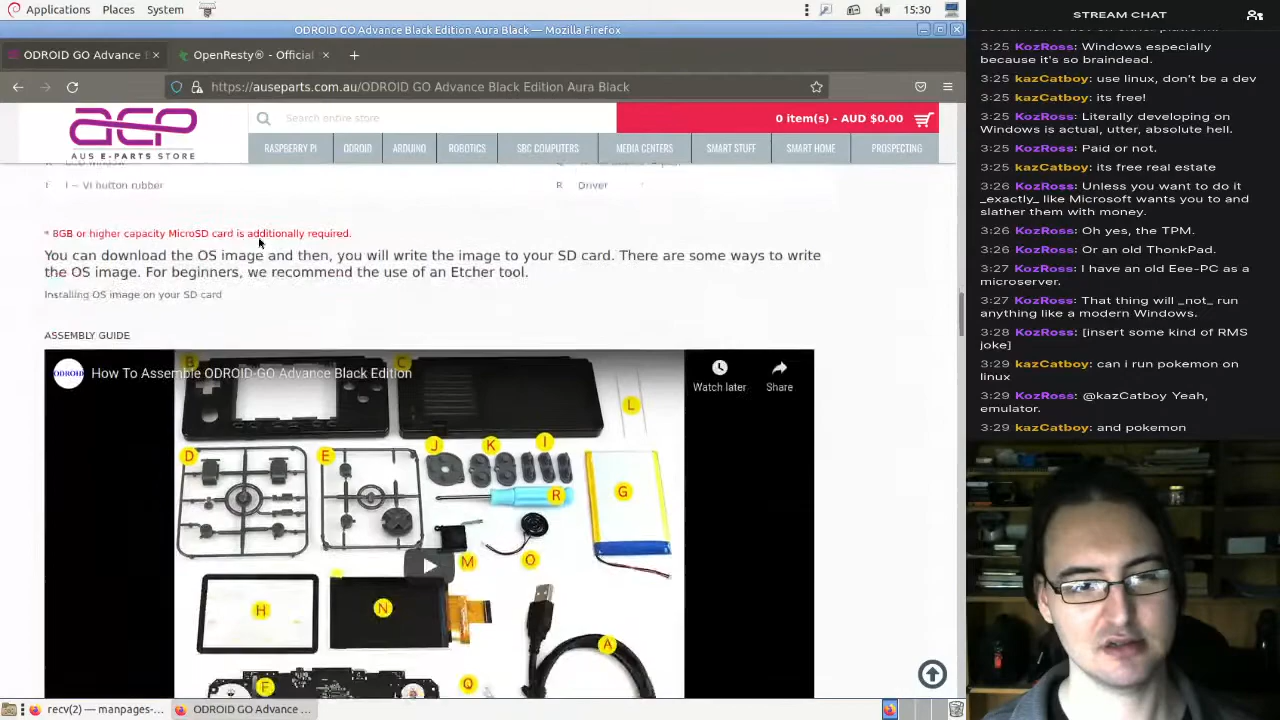 Applications Places System
15:30
ODROID GO Advance Black Edition Aura Black — Mozilla Firefox
ODROID GO Advance Black E
OpenResty® - Official
https://auseparts.com.au/ODROID GO Advance Black Edition Aura Black
aep
AUS E-PARTS STORE
Search entire store
0 item(s) - AUD $0.00
RASPBERRY PI
ODROID
ARDUINO
ROBOTICS
SBC COMPUTERS
MEDIA CENTERS
SMART STUFF
SMART HOME
PROSPECTING
I – VI button rubber
R Driver
* 8GB or higher capacity MicroSD card is additionally required.
You can download the OS image and then, you will write the image to your SD card. There are some ways to write
the OS image. For beginners, we recommend the use of an Etcher tool.
Installing OS image on your SD card
ASSEMBLY GUIDE
ODROID
How To Assemble ODROID-GO Advance Black Edition
Watch later
Share
B
C
L
D
E
J
K
I
R
G
M
O
H
N
A
F
Q
recv(2) — manpages-...
ODROID GO Advance ...
STREAM CHAT
3:25 KozRoss: Windows especially
because it's so braindead.
3:25 kazCatboy: use linux, don't be a dev
3:25 kazCatboy: its free!
3:25 KozRoss: Literally developing on
Windows is actual, utter, absolute hell.
3:25 KozRoss: Paid or not.
3:25 kazCatboy: its free real estate
3:26 KozRoss: Unless you want to do it
_exactly_ like Microsoft wants you to and
slather them with money.
3:26 KozRoss: Oh yes, the TPM.
3:26 KozRoss: Or an old ThonkPad.
3:27 KozRoss: I have an old Eee-PC as a
microserver.
3:27 KozRoss: That thing will _not_ run
anything like a modern Windows.
3:28 KozRoss: [insert some kind of RMS
joke]
3:29 kazCatboy: can i run pokemon on
linux
3:29 KozRoss: @kazCatboy Yeah,
emulator.
3:29 kazCatboy: and pokemon